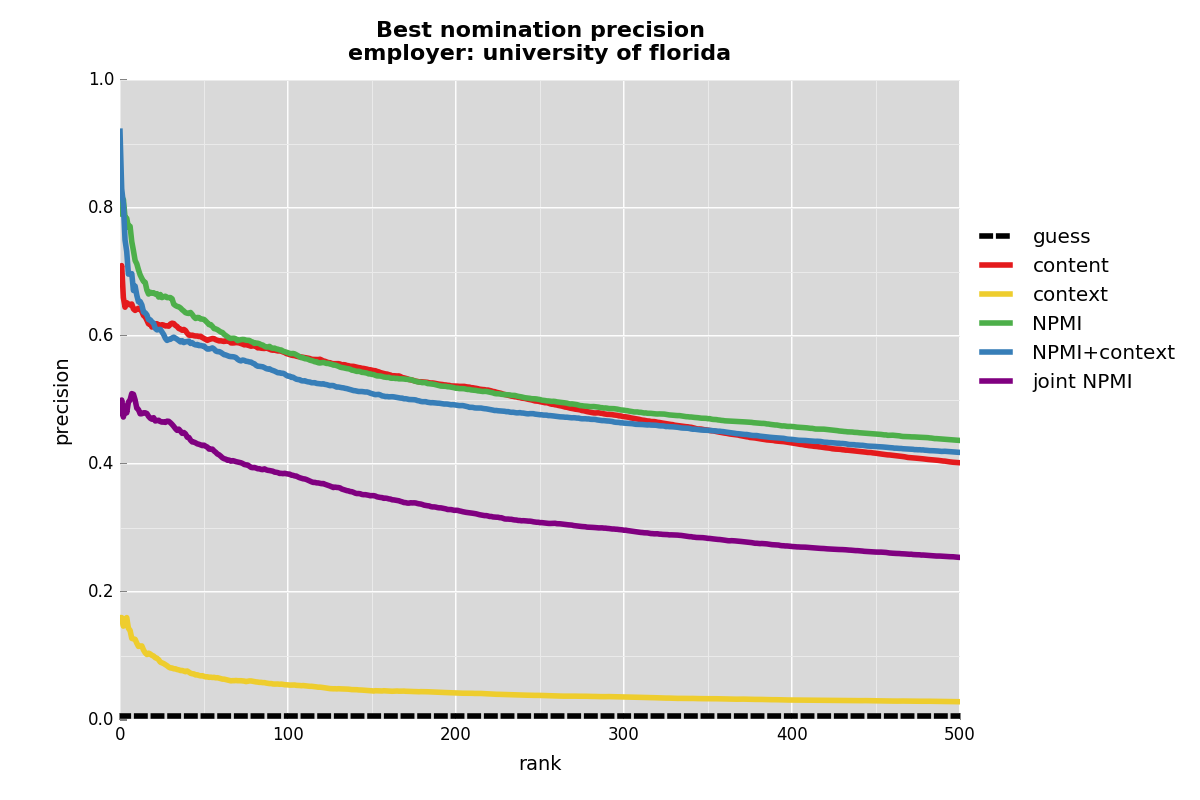 Best nomination precision
employer: university of florida
precision
1.0
0.8
0.6
0.4
0.2
0.0
0 100 200 300 400 500
rank
guess
content
context
NPMI
NPMI+context
joint NPMI